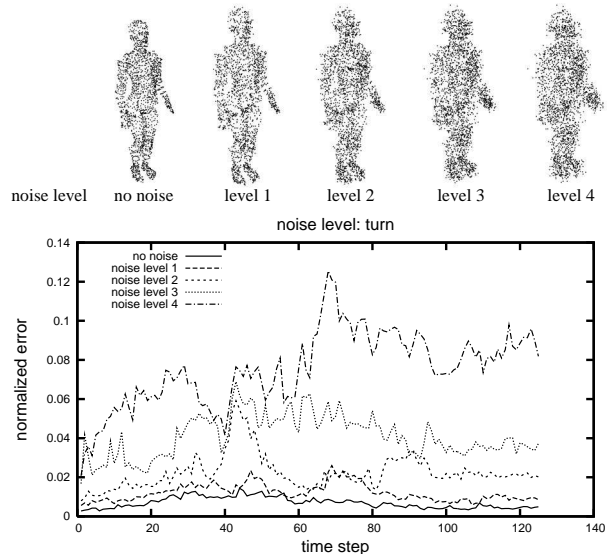 noise level no noise level 1 level 2 level 3 level 4
noise level: turn
normalized error
0.14
0.12
0.1
0.08
0.06
0.04
0.02
0
no noise
noise level 1
noise level 2
noise level 3
noise level 4
0 20 40 60 80 100 120 140
time step